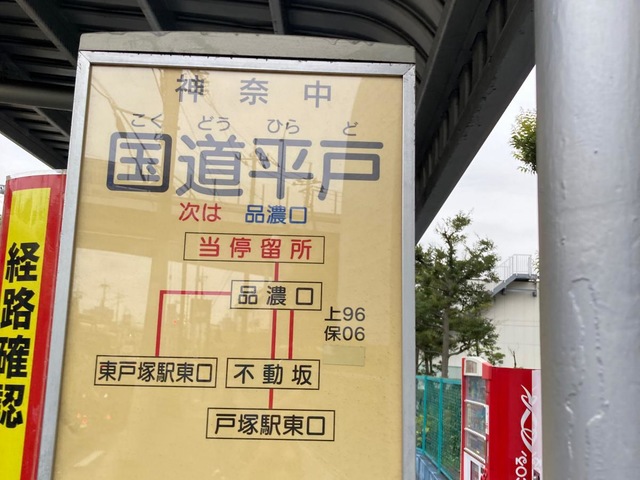 神奈中
こくどうひらど
国道平戸
次は 品濃口
当停留所
品濃口
上96
保06
東戸塚駅東口
不動坂
戸塚駅東口
経路確認